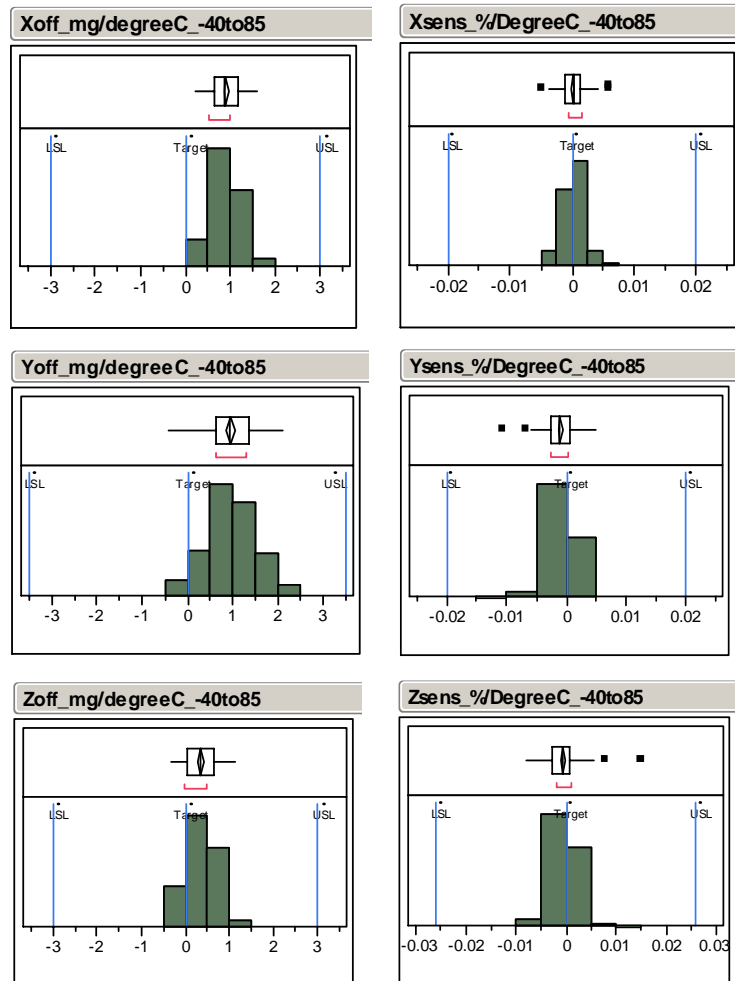 Xoff_mg/degreeC_-40to85
LSL Target USL
-3 -2 -1 0 1 2 3
Xsens_%/DegreeC_-40to85
LSL Target USL
-0.02 -0.01 0 0.01 0.02
Yoff_mg/degreeC_-40to85
LSL Target USL
-3 -2 -1 0 1 2 3
Ysens_%/DegreeC_-40to85
LSL Target USL
-0.02 -0.01 0 0.01 0.02
Zoff_mg/degreeC_-40to85
LSL Target USL
-3 -2 -1 0 1 2 3
Zsens_%/DegreeC_-40to85
LSL Target USL
-0.03 -0.02 -0.01 0 0.01 0.02 0.03